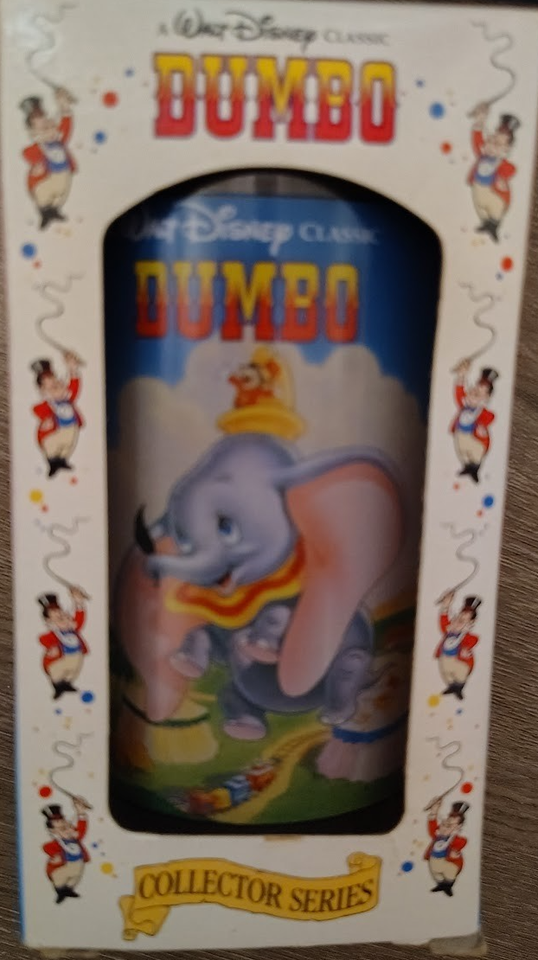 A Walt Disney CLASSIC
DUMBO
Walt Disney CLASSIC
DUMBO
COLLECTOR SERIES